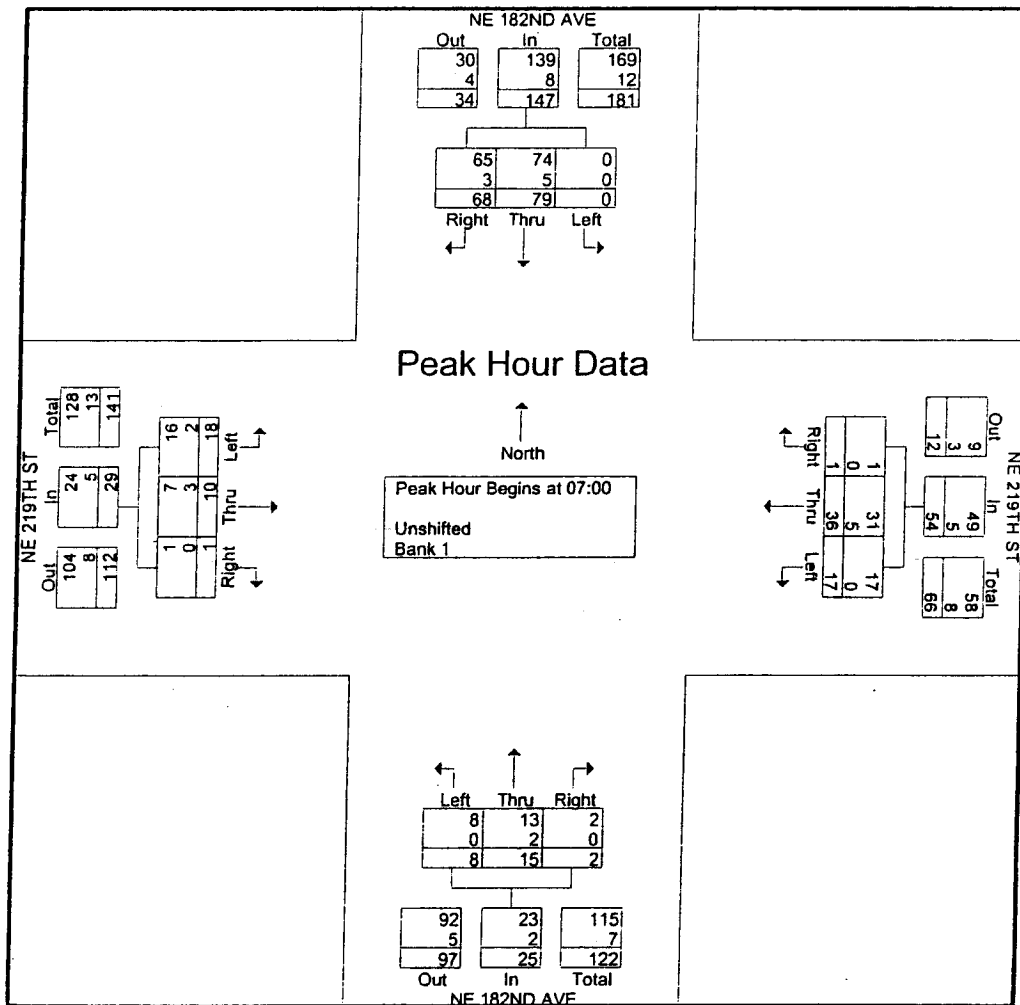 NE 182ND AVE
Out In Total
30 139 169
4 8 12
34 147 181
65 74 0
3 5 0
68 79 0
Right Thru Left
Peak Hour Data
North
Peak Hour Begins at 07:00
Unshifted
Bank 1
NE 219TH ST
Total
128 13 141
In
24 5 29
Out
104 8 112
Left
16 2 18
Thru
7 3 10
Right
1 0 1
NE 219TH ST
Out
9 3 12
In
49 5 54
Total
58 8 66
Right
1 0 1
Thru
31 5 36
Left
17 0 17
Left Thru Right
8 13 2
0 2 0
8 15 2
92 23 115
5 2 7
97 25 122
Out In Total
NE 182ND AVE